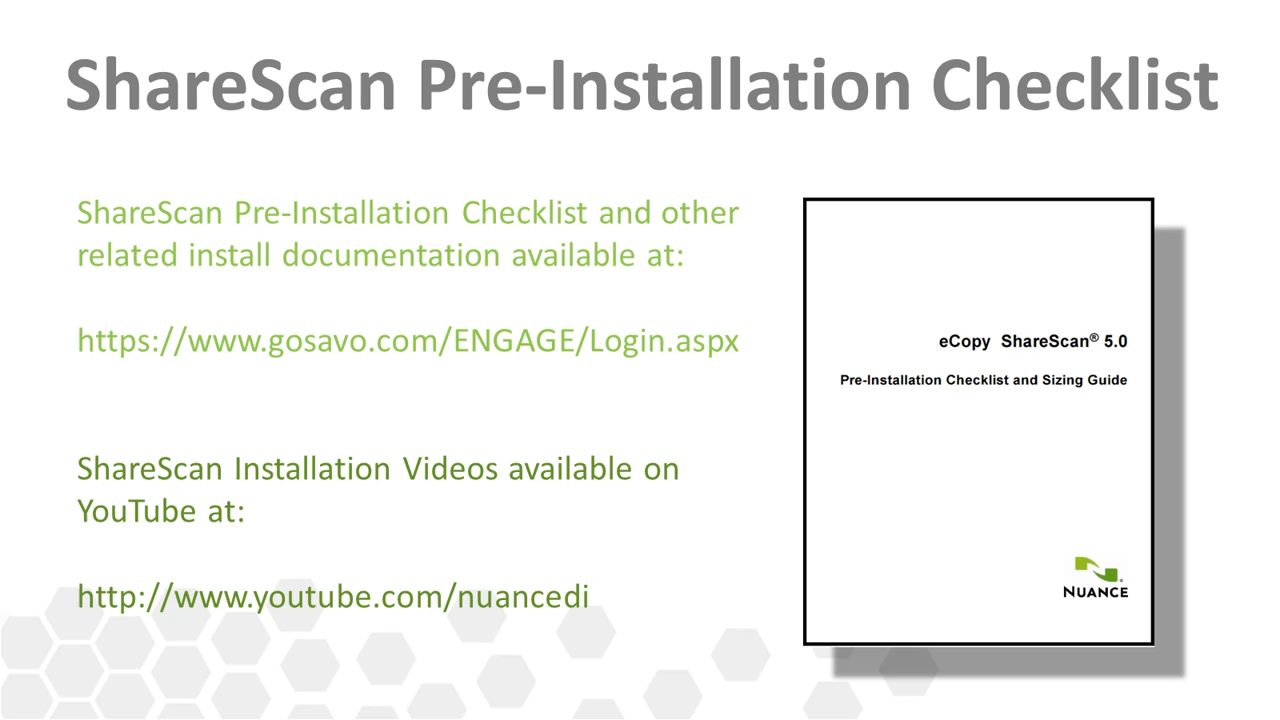 ShareScan Pre-Installation Checklist
ShareScan Pre-Installation Checklist and other
related install documentation available at:
https://www.gosavo.com/ENGAGE/Login.aspx
ShareScan Installation Videos available on
YouTube at:
http://www.youtube.com/nuancedi
eCopy ShareScan® 5.0
Pre-Installation Checklist and Sizing Guide
NUANCE